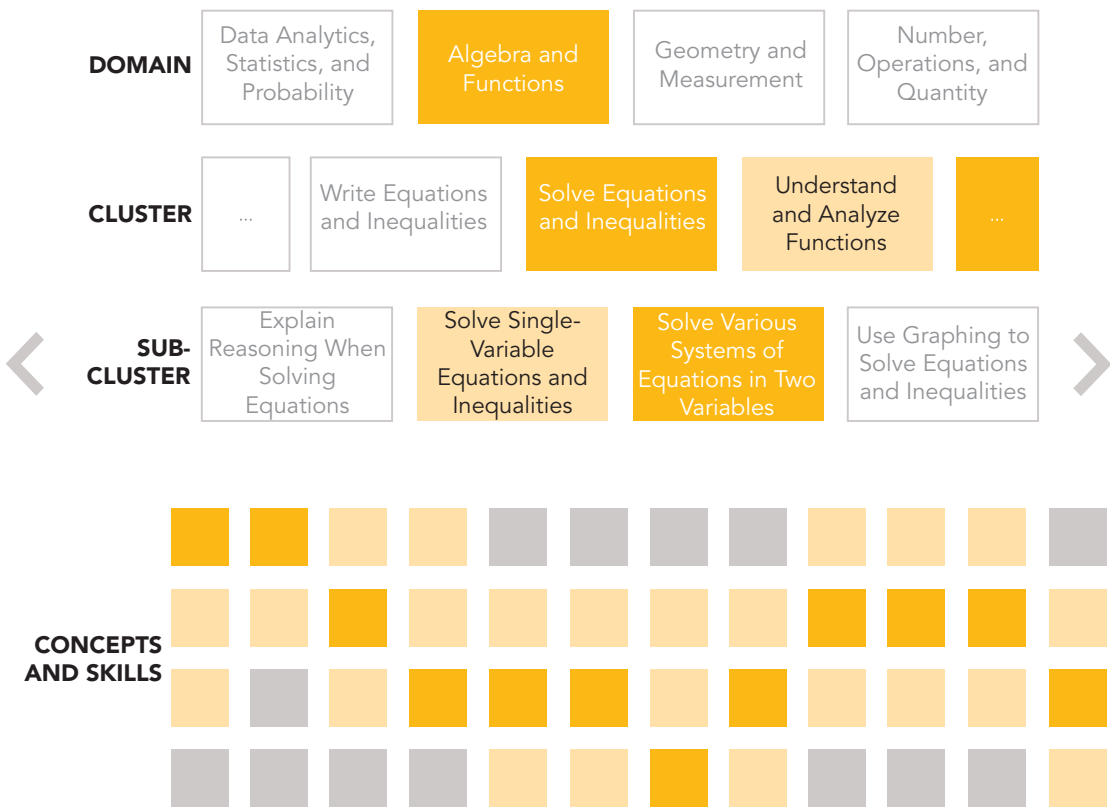 DOMAIN
Data Analytics,
Statistics, and
Probability
Algebra and
Functions
Geometry and
Measurement
Number,
Operations, and
Quantity
CLUSTER
...
Write Equations
and Inequalities
Solve Equations
and Inequalities
Understand
and Analyze
Functions
...
SUB-
CLUSTER
Explain
Reasoning When
Solving
Equations
Solve Single-
Variable
Equations and
Inequalities
Solve Various
Systems of
Equations in Two
Variables
Use Graphing to
Solve Equations
and Inequalities
CONCEPTS
AND SKILLS